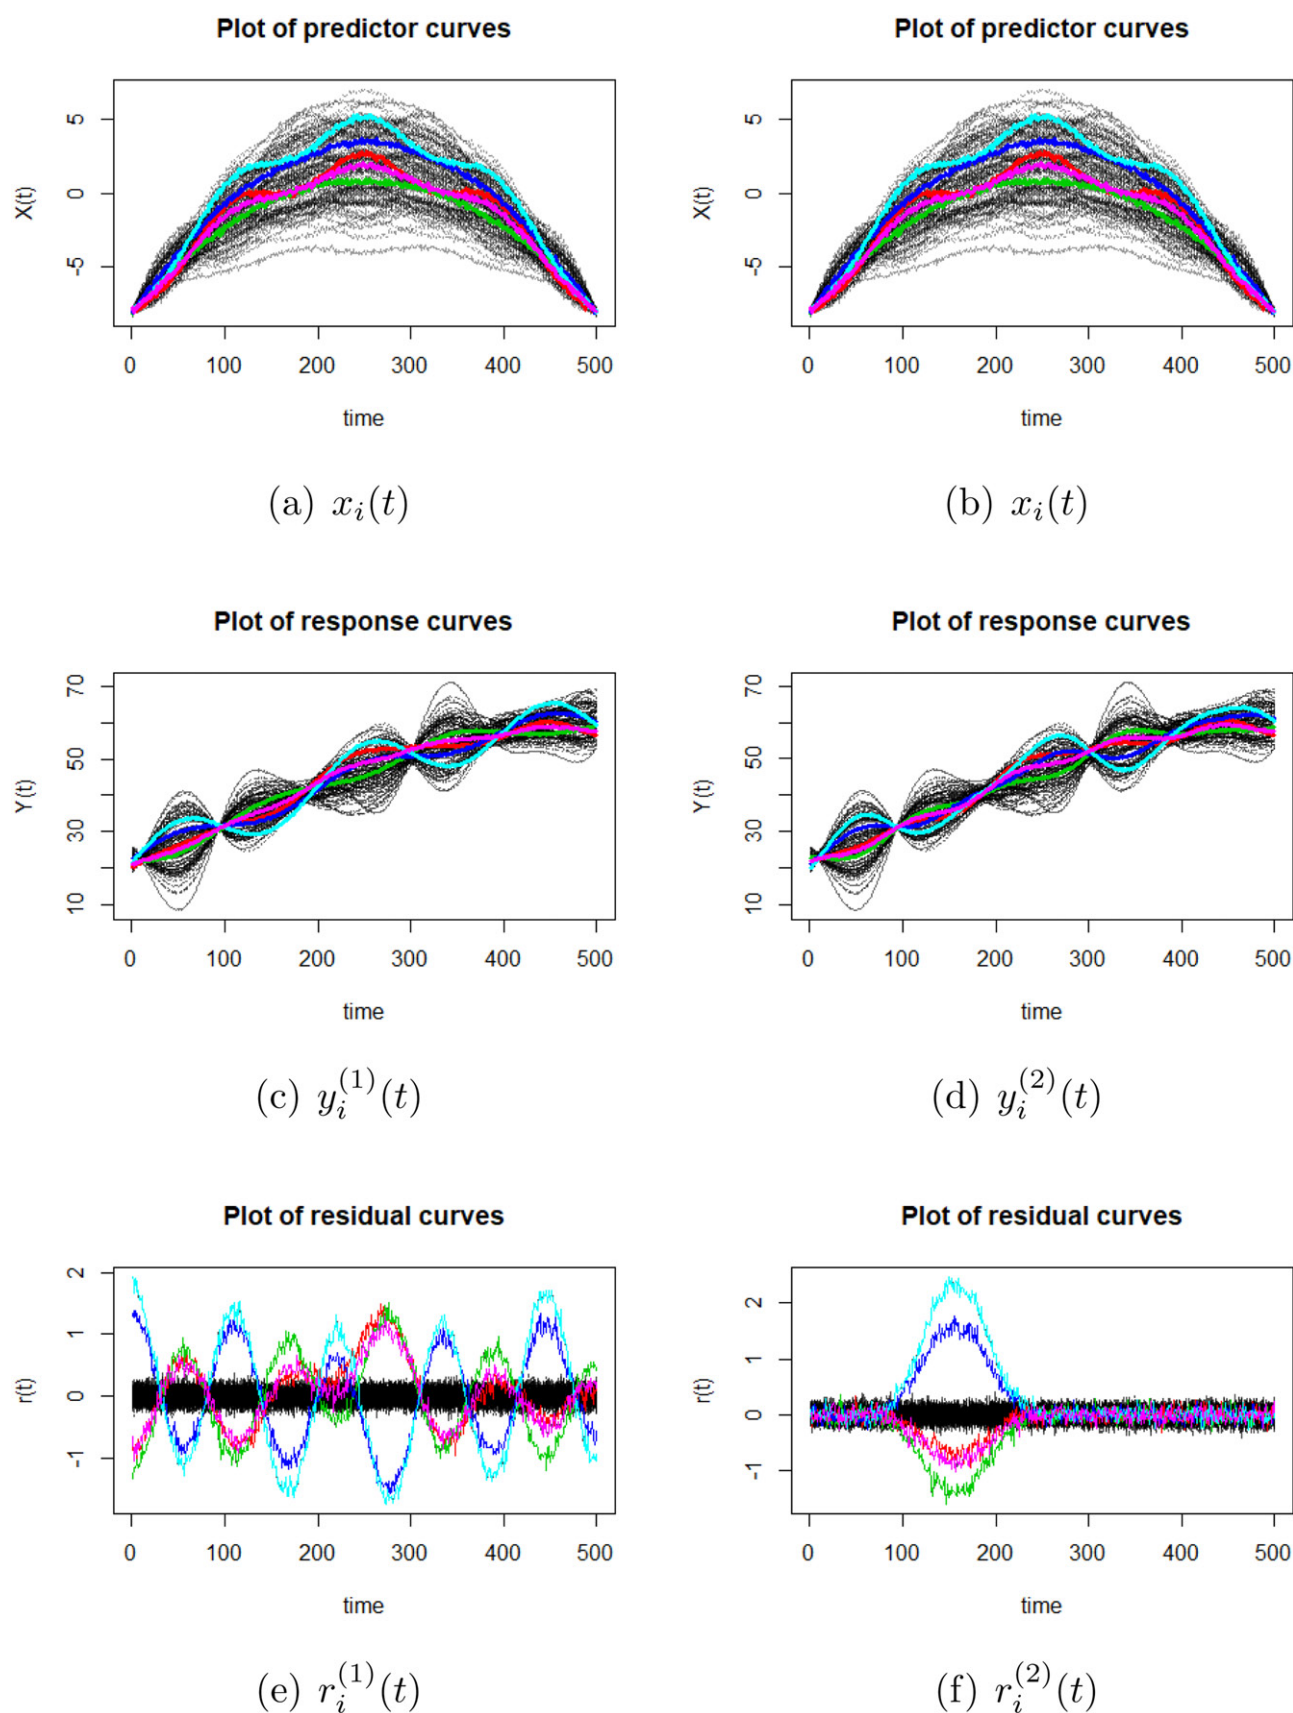 Plot of predictor curves
Plot of predictor curves
X(t)
5
0
-5
0 100 200 300 400 500
time
X(t)
5
0
-5
0 100 200 300 400 500
time
(a) x_i(t)
(b) x_i(t)
Plot of response curves
Plot of response curves
Y(t)
70
50
30
10
0 100 200 300 400 500
time
Y(t)
70
50
30
10
0 100 200 300 400 500
time
(c) y_i^{(1)}(t)
(d) y_i^{(2)}(t)
Plot of residual curves
Plot of residual curves
r(t)
2
1
0
-1
0 100 200 300 400 500
time
r(t)
2
1
0
-1
0 100 200 300 400 500
time
(e) r_i^{(1)}(t)
(f) r_i^{(2)}(t)